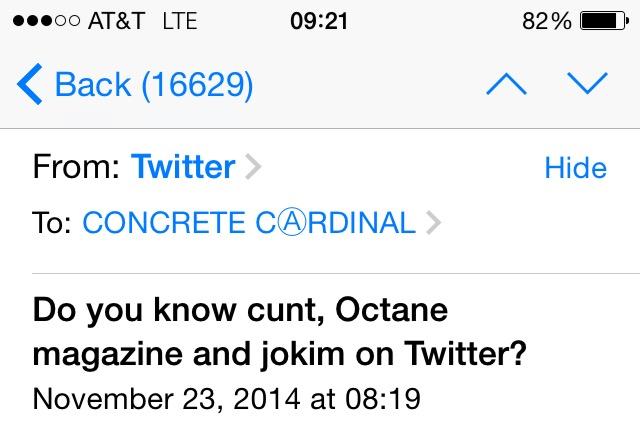 AT&T LTE 09:21 82%
Back (16629)
From: Twitter Hide
To: CONCRETE CⒶRDINAL
Do you know cunt, Octane
magazine and jokim on Twitter?
November 23, 2014 at 08:19